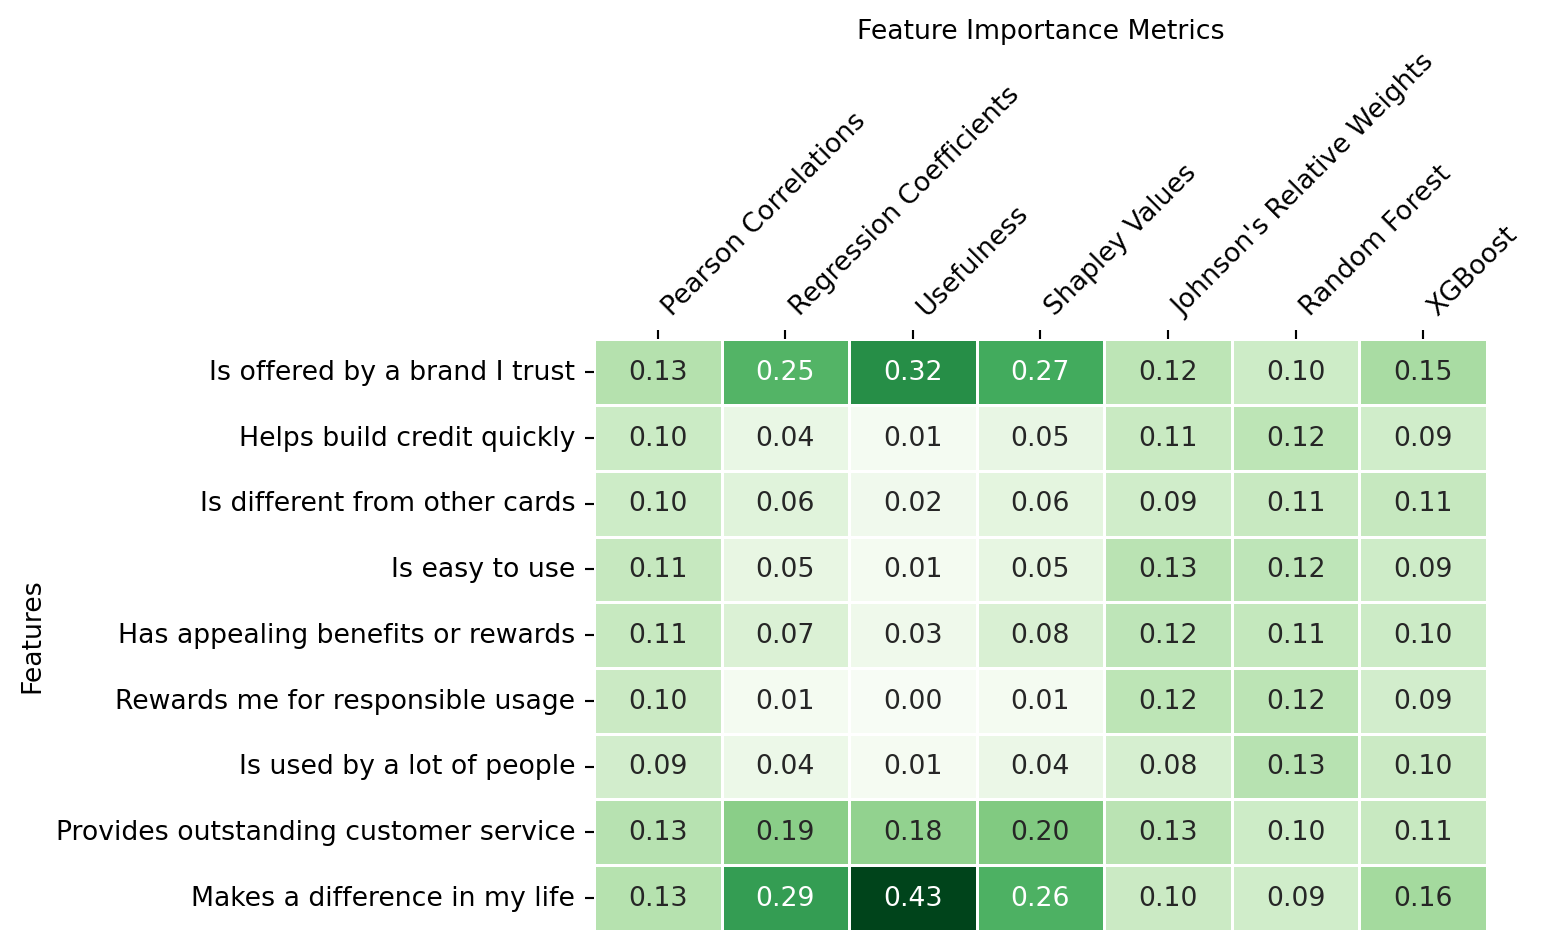 Feature Importance Metrics
Pearson Correlations
Regression Coefficients
Usefulness
Shapley Values
Johnson's Relative Weights
Random Forest
XGBoost
Features
Is offered by a brand I trust 0.13 0.25 0.32 0.27 0.12 0.10 0.15
Helps build credit quickly 0.10 0.04 0.01 0.05 0.11 0.12 0.09
Is different from other cards 0.10 0.06 0.02 0.06 0.09 0.11 0.11
Is easy to use 0.11 0.05 0.01 0.05 0.13 0.12 0.09
Has appealing benefits or rewards 0.11 0.07 0.03 0.08 0.12 0.11 0.10
Rewards me for responsible usage 0.10 0.01 0.00 0.01 0.12 0.12 0.09
Is used by a lot of people 0.09 0.04 0.01 0.04 0.08 0.13 0.10
Provides outstanding customer service 0.13 0.19 0.18 0.20 0.13 0.10 0.11
Makes a difference in my life 0.13 0.29 0.43 0.26 0.10 0.09 0.16